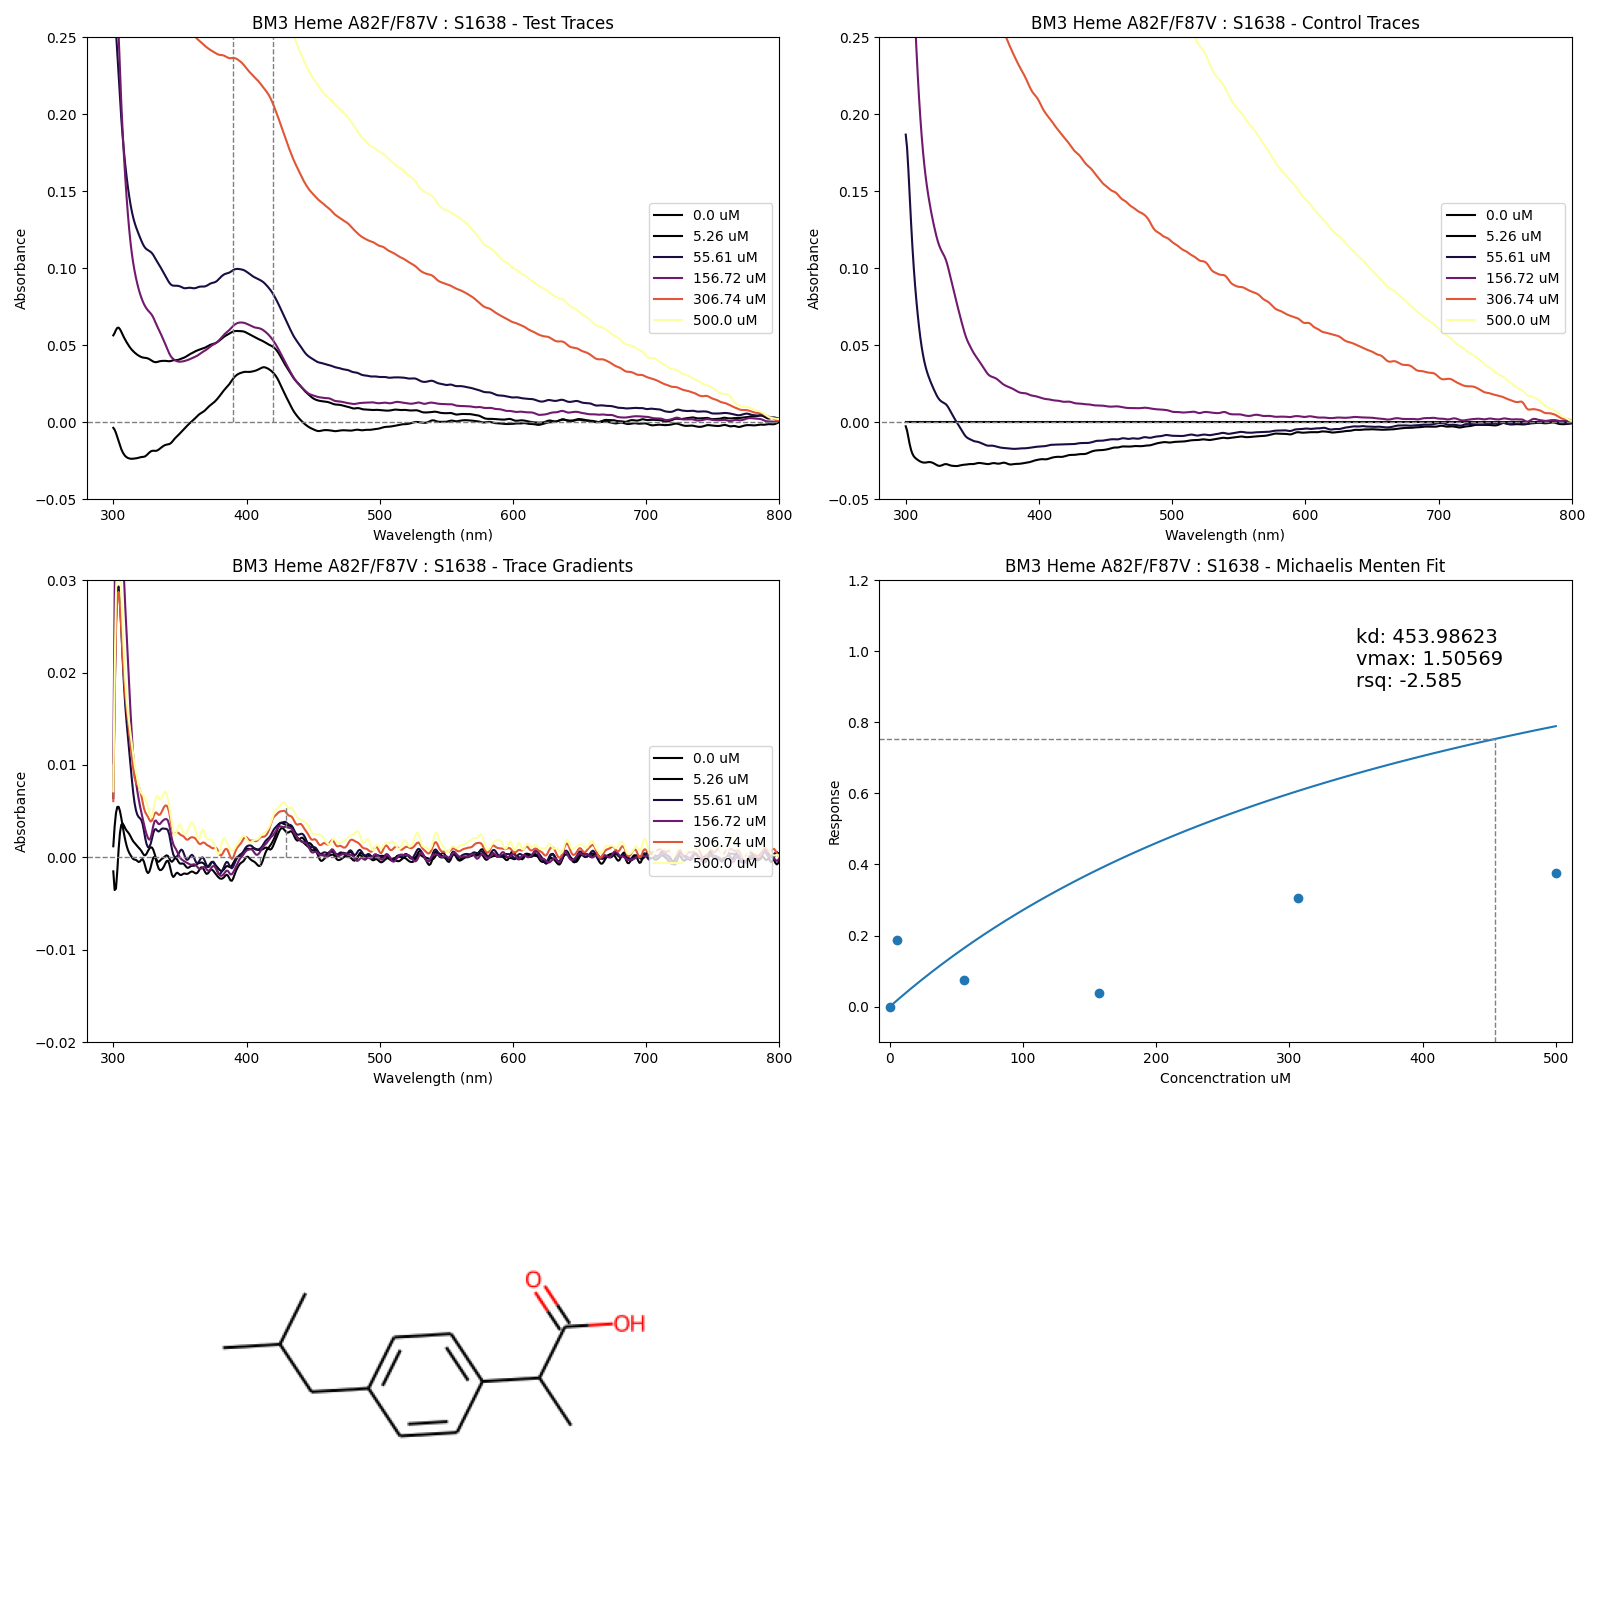 BM3 Heme A82F/F87V : S1638 - Test Traces
0.25
0.20
0.15
0.10
0.05
0.00
−0.05
Absorbance
300
400
500
600
700
800
Wavelength (nm)
0.0 uM
5.26 uM
55.61 uM
156.72 uM
306.74 uM
500.0 uM
BM3 Heme A82F/F87V : S1638 - Control Traces
0.25
0.20
0.15
0.10
0.05
0.00
−0.05
Absorbance
300
400
500
600
700
800
Wavelength (nm)
0.0 uM
5.26 uM
55.61 uM
156.72 uM
306.74 uM
500.0 uM
BM3 Heme A82F/F87V : S1638 - Trace Gradients
0.03
0.02
0.01
0.00
−0.01
−0.02
Absorbance
300
400
500
600
700
800
Wavelength (nm)
0.0 uM
5.26 uM
55.61 uM
156.72 uM
306.74 uM
500.0 uM
BM3 Heme A82F/F87V : S1638 - Michaelis Menten Fit
1.2
1.0
0.8
0.6
0.4
0.2
0.0
Response
0
100
200
300
400
500
Concenctration uM
kd: 453.98623
vmax: 1.50569
rsq: -2.585
O
OH